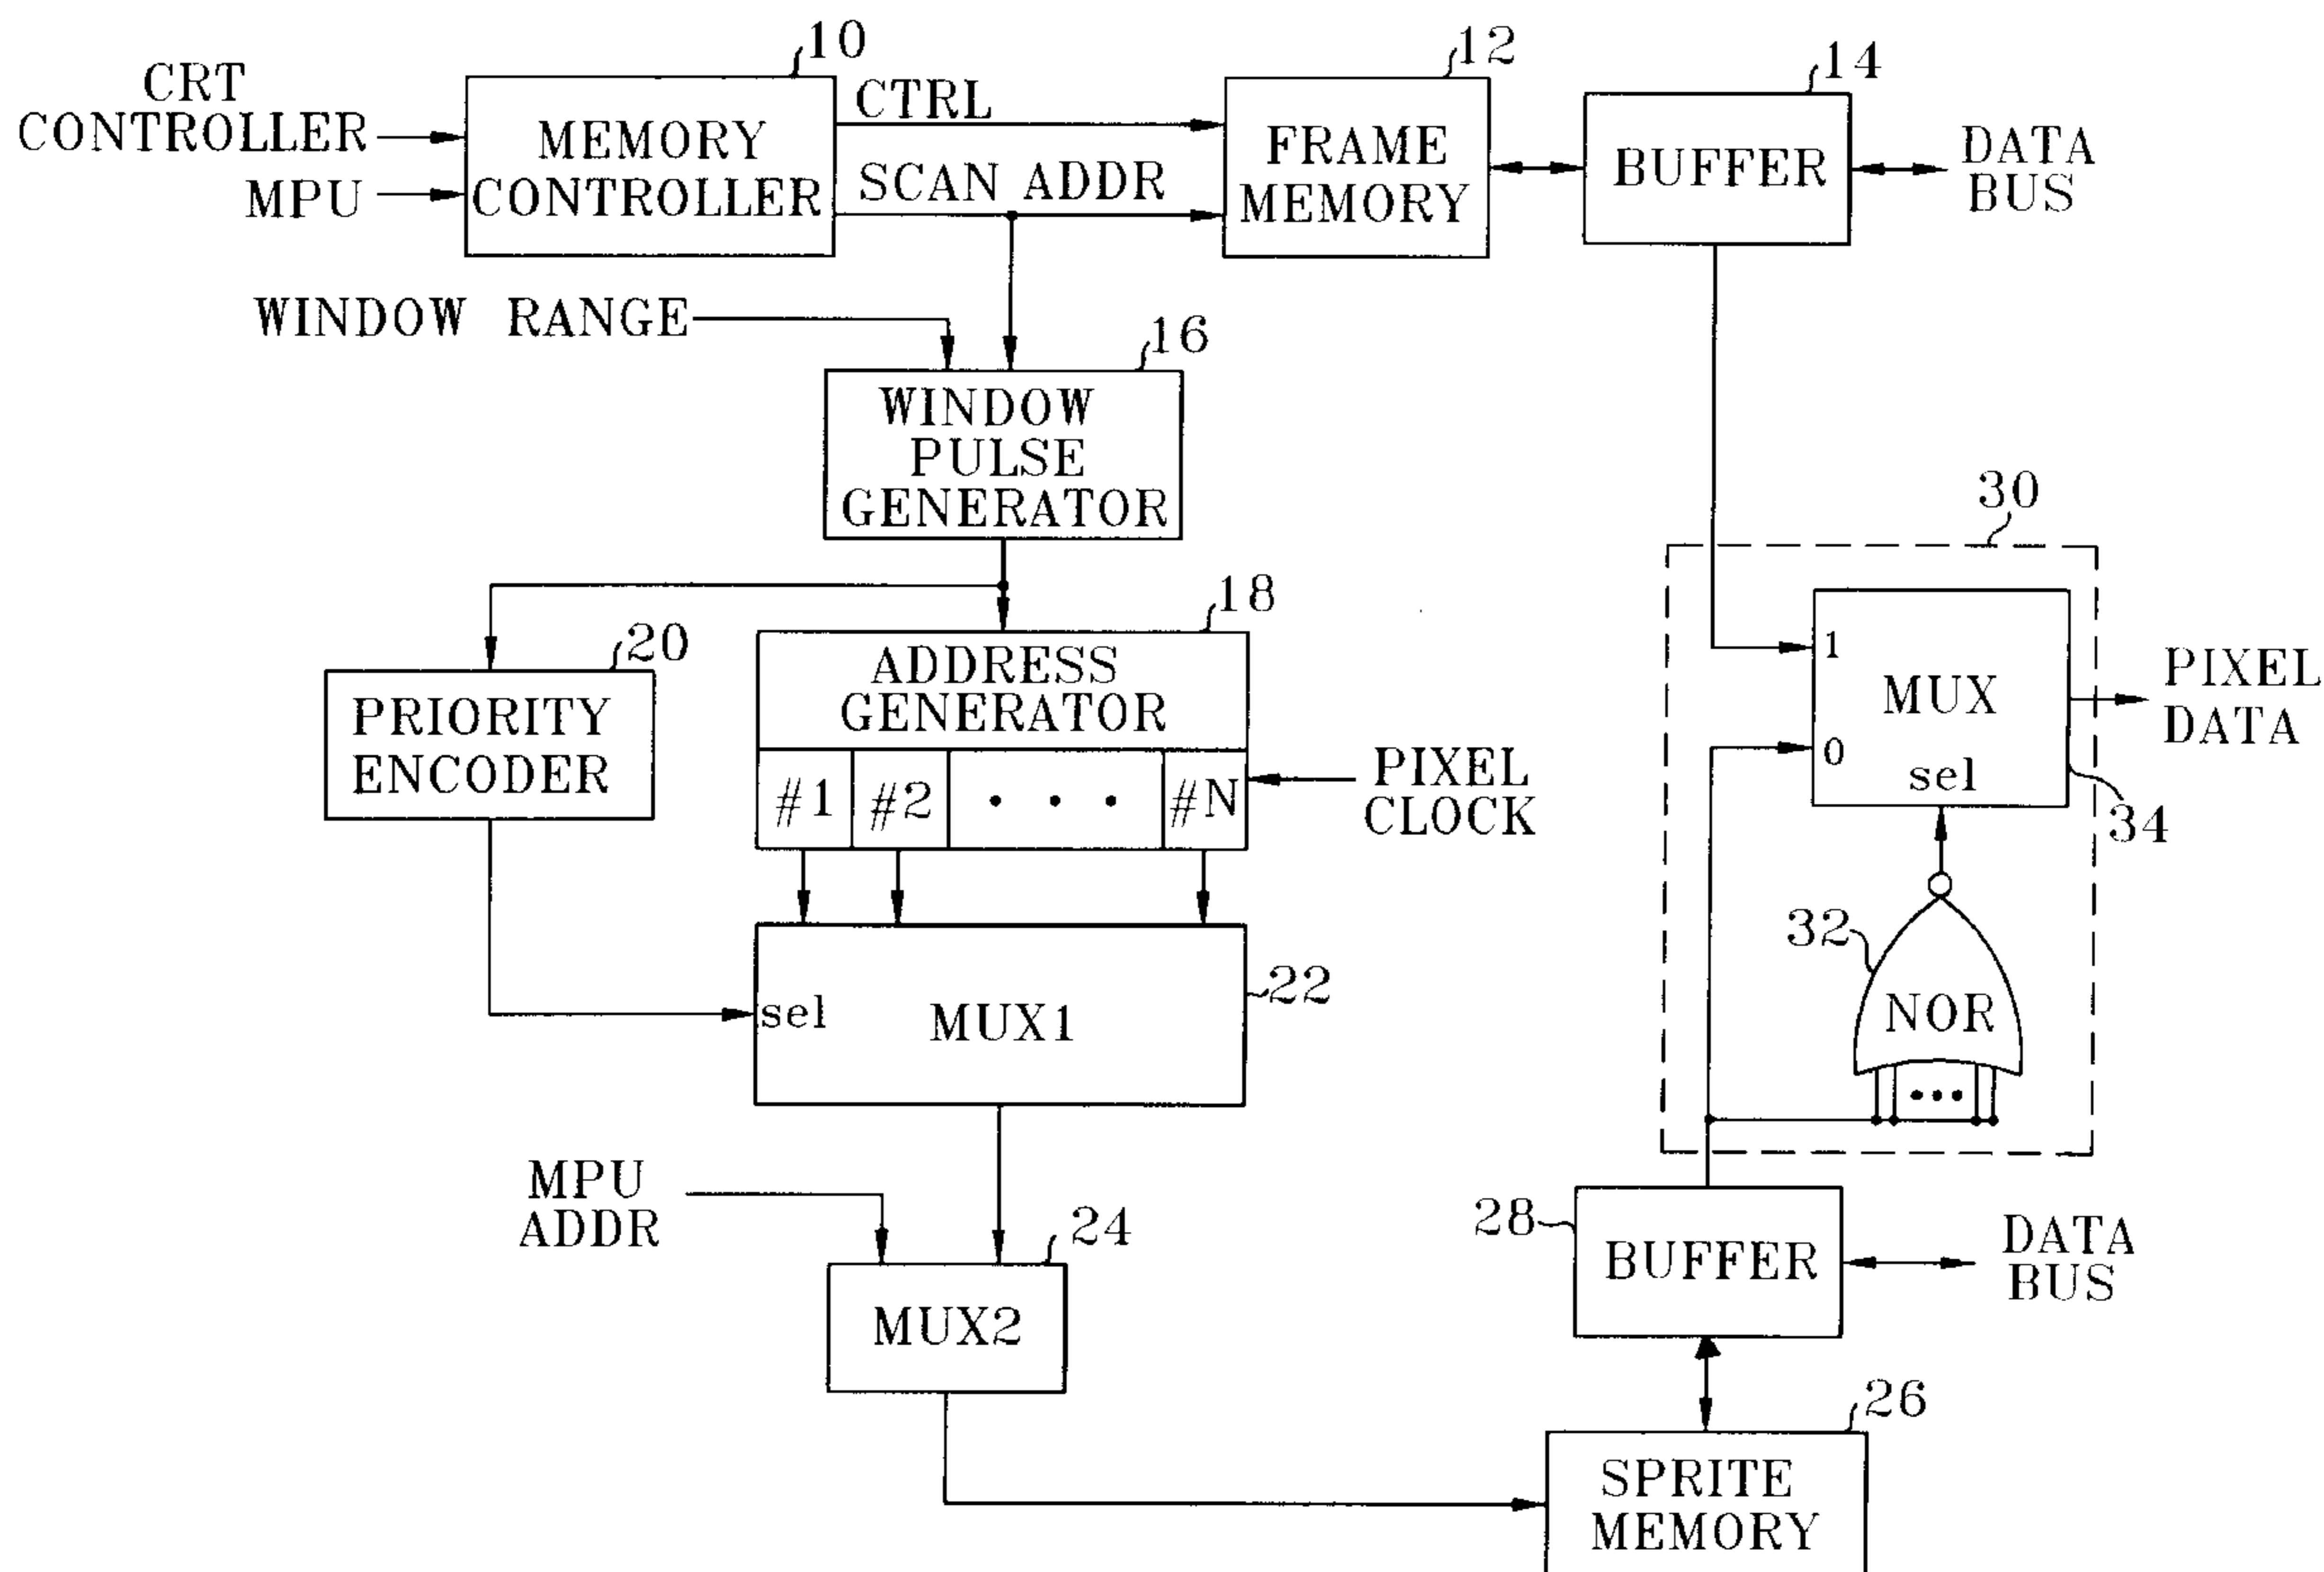 10
12
14
CRT
CONTROLLER
MPU
MEMORY
CONTROLLER
CTRL
SCAN ADDR
FRAME
MEMORY
BUFFER
DATA
BUS
WINDOW RANGE
16
WINDOW
PULSE
GENERATOR
30
18
20
PRIORITY
ENCODER
ADDRESS
GENERATOR
#1 #2 • • • #N
PIXEL
CLOCK
1
MUX
0
sel
PIXEL
DATA
34
22
sel MUX1
32
NOR
•••
MPU
ADDR
24
MUX2
28
BUFFER
DATA
BUS
26
SPRITE
MEMORY